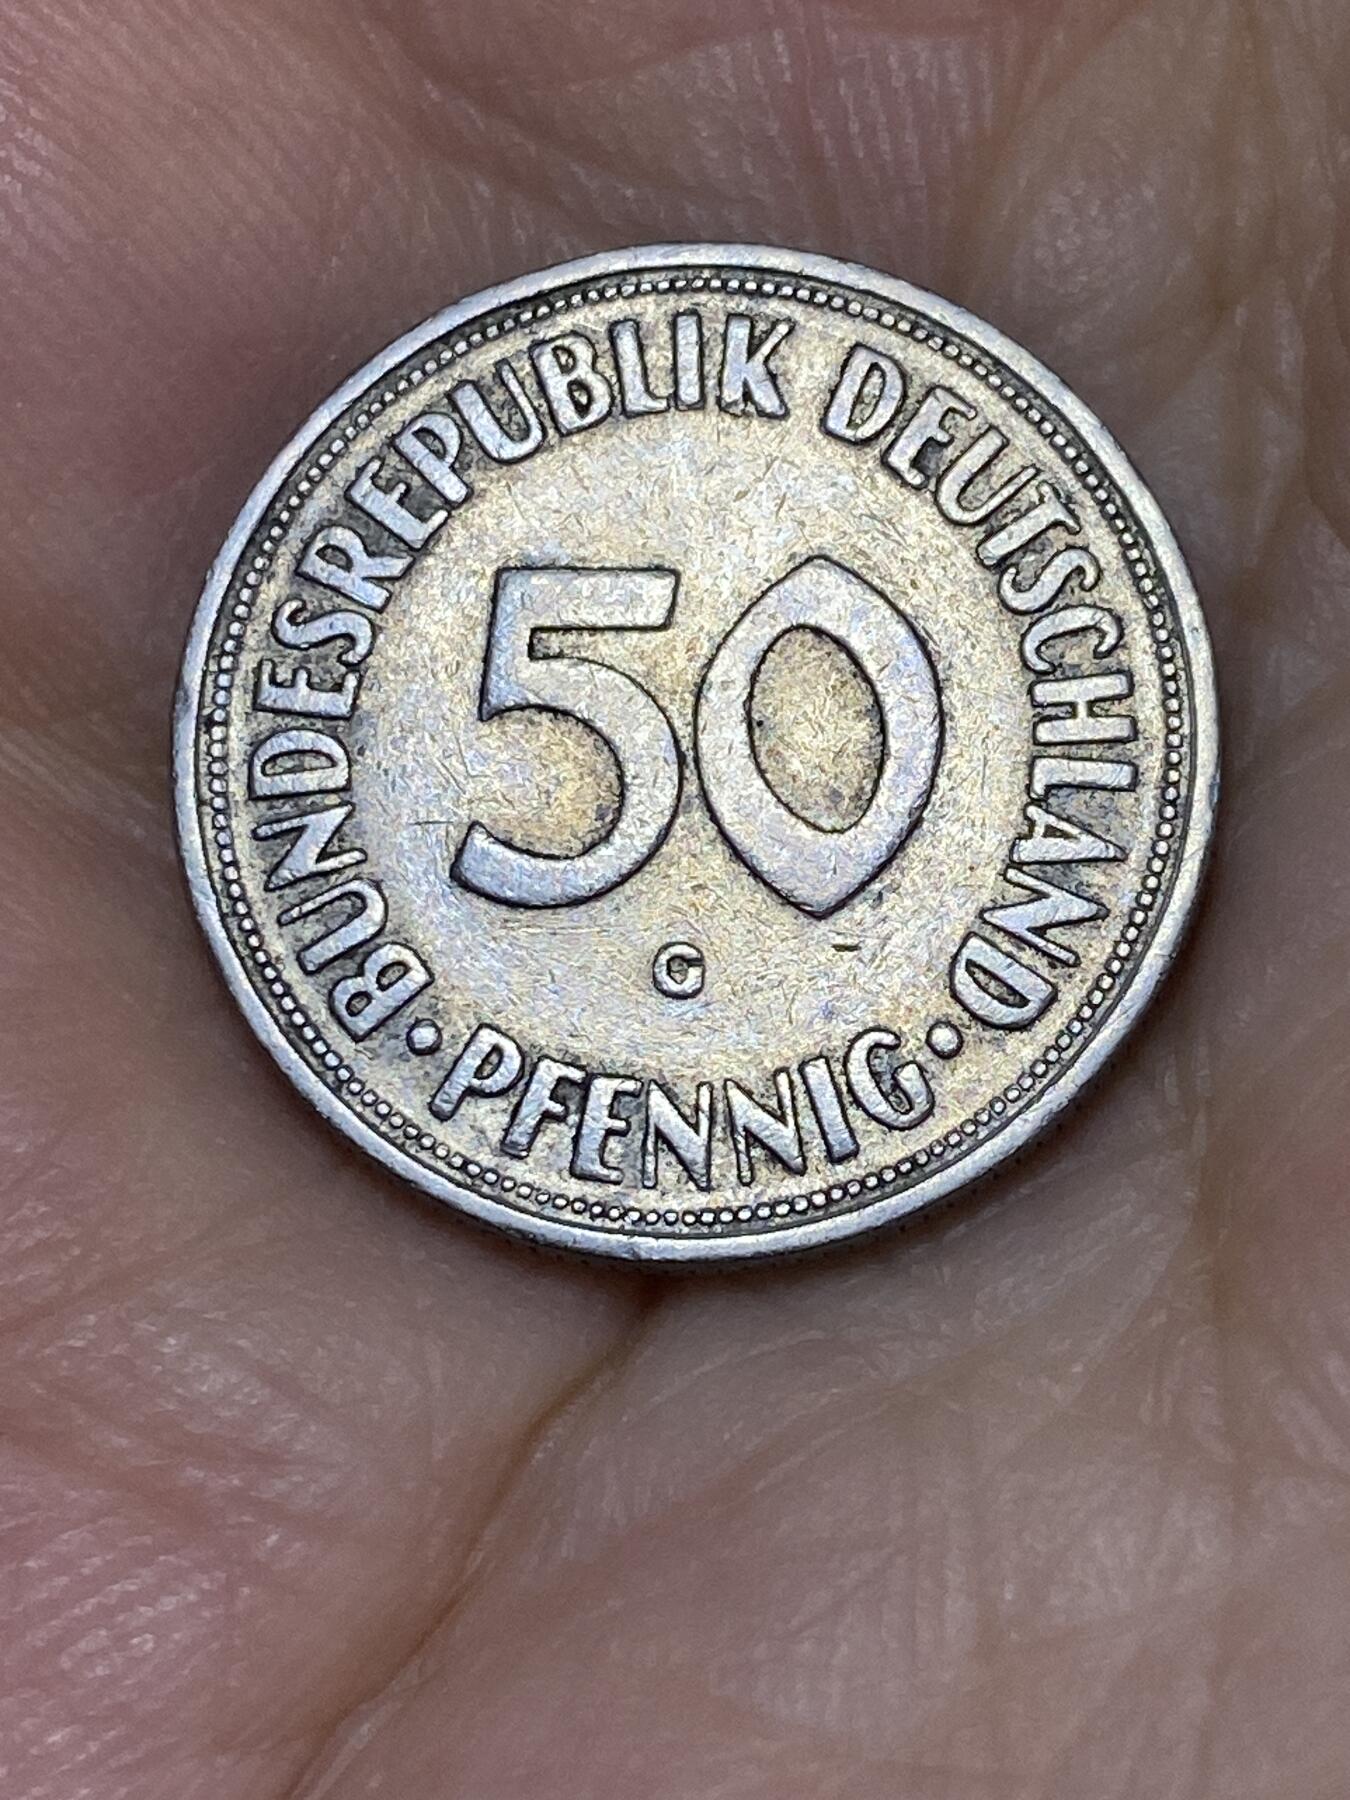 BUNDESREPUBLIK DEUTSCHLAND
50
G
• PFENNIG •